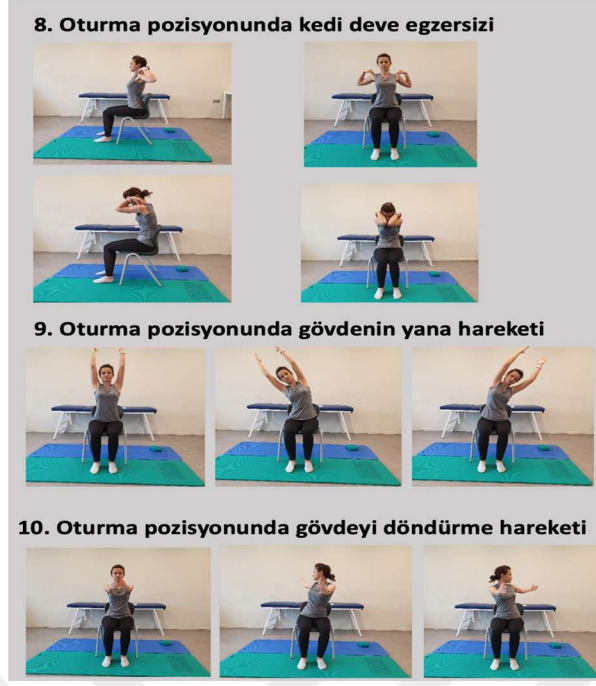 8. Oturma pozisyonunda kedi deve egzersizi
9. Oturma pozisyonunda gövdenin yana hareketi
10. Oturma pozisyonunda gövdeyi döndürme hareketi